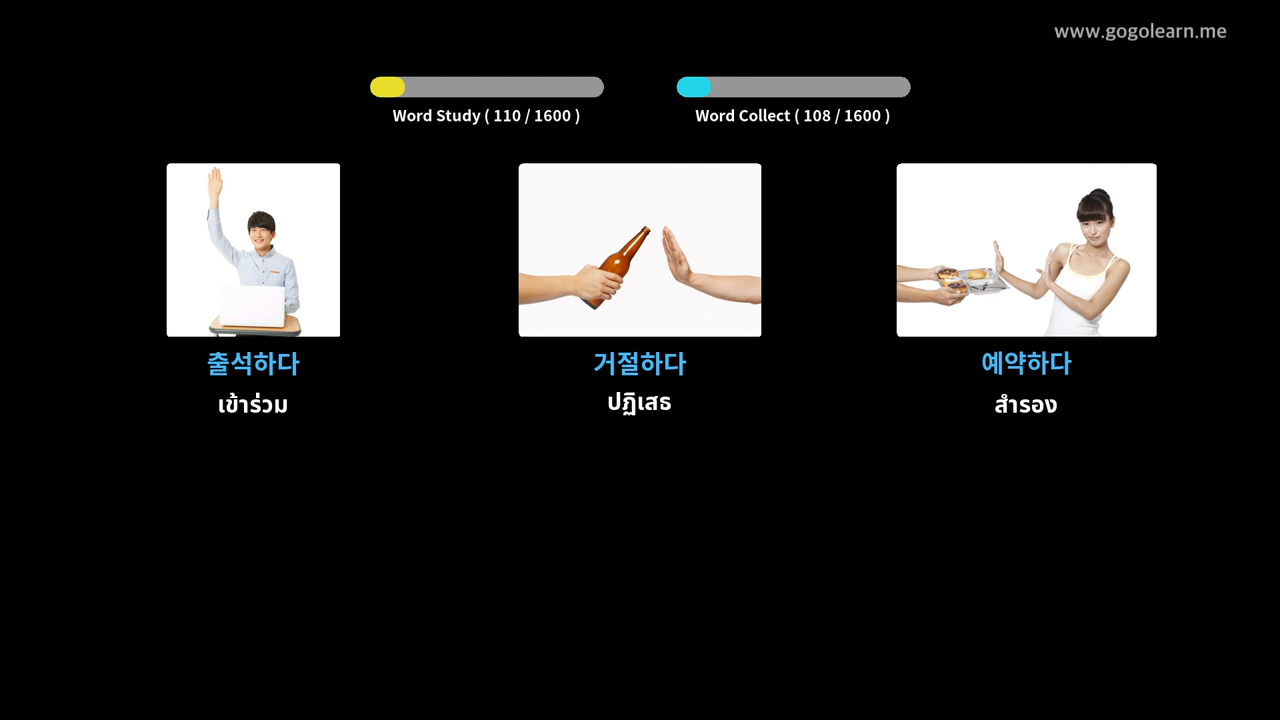 www.gogolearn.me
Word Study ( 110 / 1600 )
Word Collect ( 108 / 1600 )
출석하다
거절하다
예약하다
เข้าร่วม
ปฏิเสธ
สำรอง